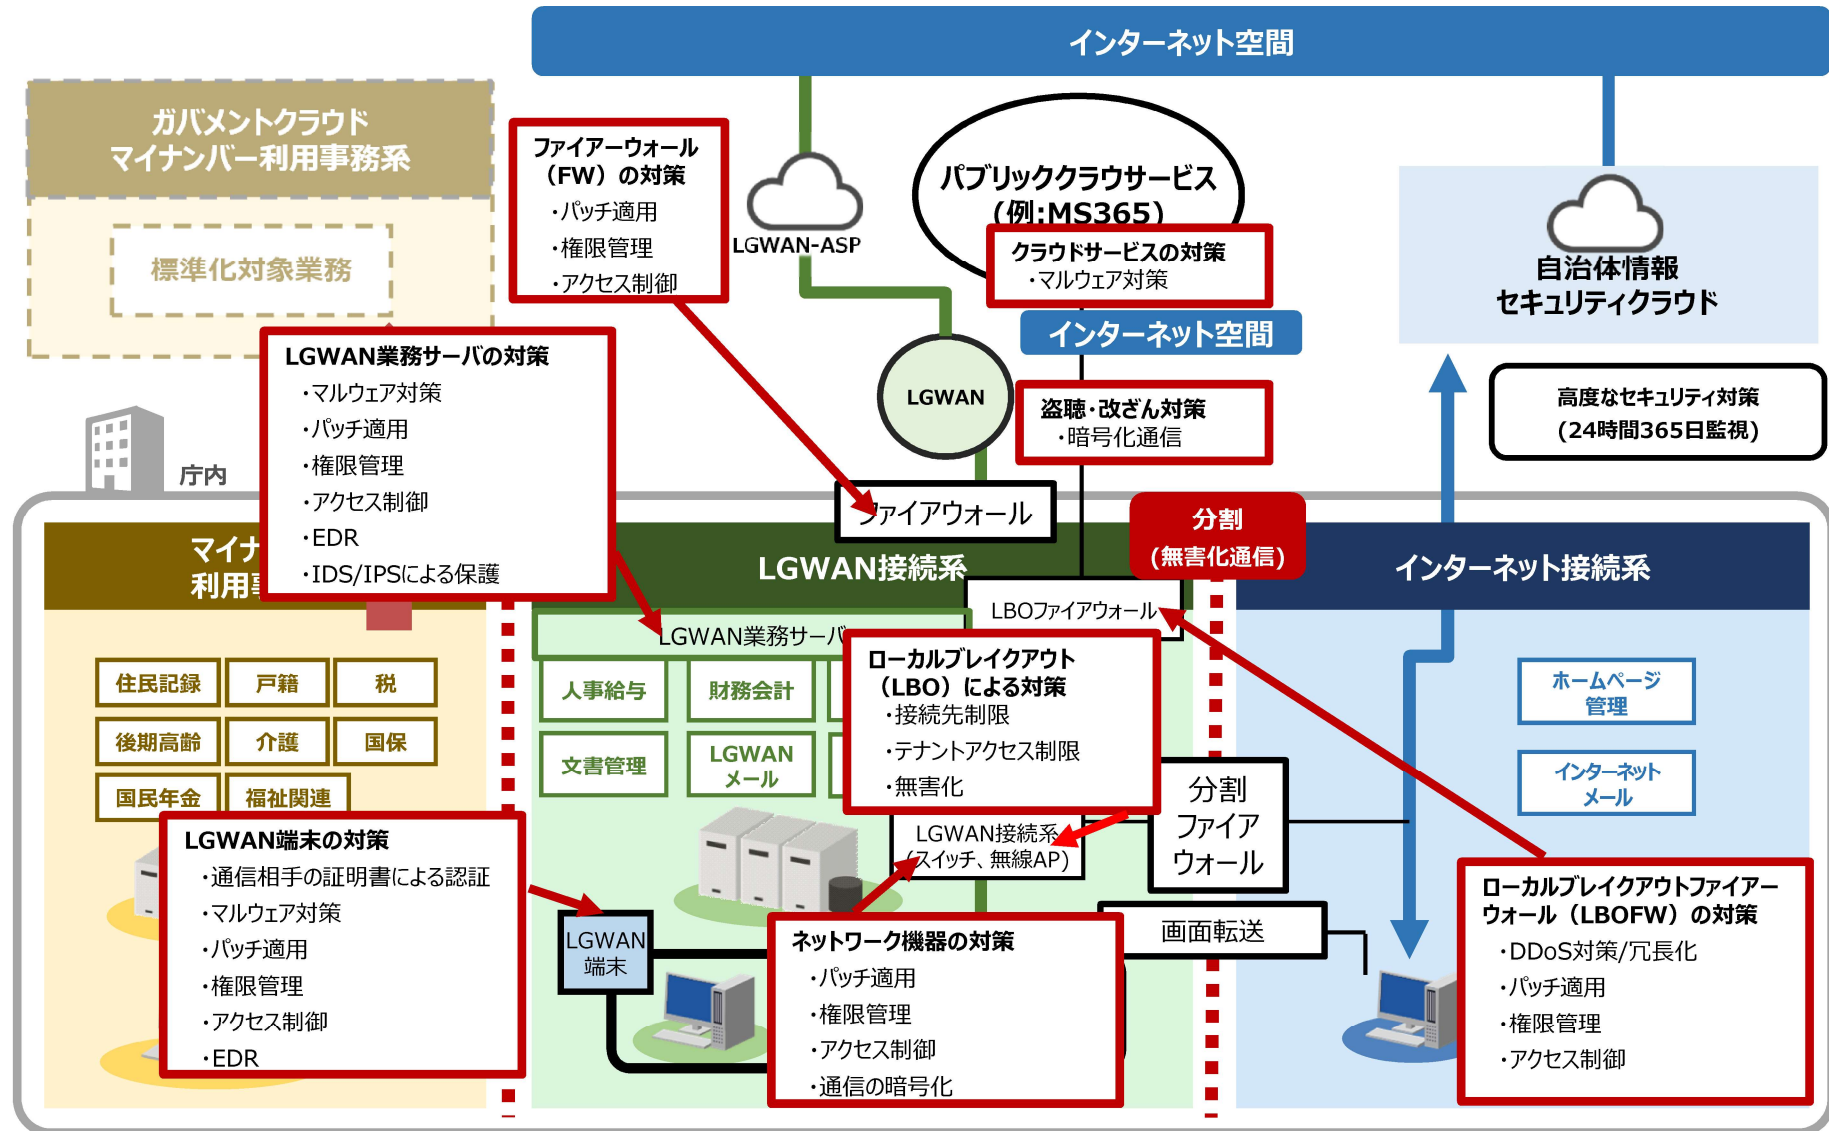 インターネット空間
ガバメントクラウド
マイナンバー利用事務系
標準化対象業務
ファイアーウォール
（FW）の対策
・パッチ適用
・権限管理
・アクセス制御
LGWAN-ASP
パブリッククラウサービス
(例:MS365)
クラウドサービスの対策
・マルウェア対策
インターネット空間
自治体情報
セキュリティクラウド
LGWAN業務サーバの対策
・マルウェア対策
・パッチ適用
・権限管理
・アクセス制御
・EDR
・IDS/IPSによる保護
LGWAN
盗聴・改ざん対策
・暗号化通信
高度なセキュリティ対策
(24時間365日監視)
庁内
ファイアウォール
分割
(無害化通信)
マイナ
利用事
LGWAN接続系
インターネット接続系
LBOファイアウォール
LGWAN業務サーバ
住民記録
戸籍
税
後期高齢
介護
国保
国民年金
福祉関連
人事給与
財務会計
文書管理
LGWAN
メール
ローカルブレイクアウト
（LBO）による対策
・接続先制限
・テナントアクセス制限
・無害化
ホームページ
管理
インターネット
メール
分割
ファイア
ウォール
LGWAN接続系
(スイッチ、無線AP)
LGWAN端末の対策
・通信相手の証明書による認証
・マルウェア対策
・パッチ適用
・権限管理
・アクセス制御
・EDR
LGWAN
端末
ネットワーク機器の対策
・パッチ適用
・権限管理
・アクセス制御
・通信の暗号化
画面転送
ローカルブレイクアウトファイアー
ウォール（LBOFW）の対策
・DDoS対策/冗長化
・パッチ適用
・権限管理
・アクセス制御